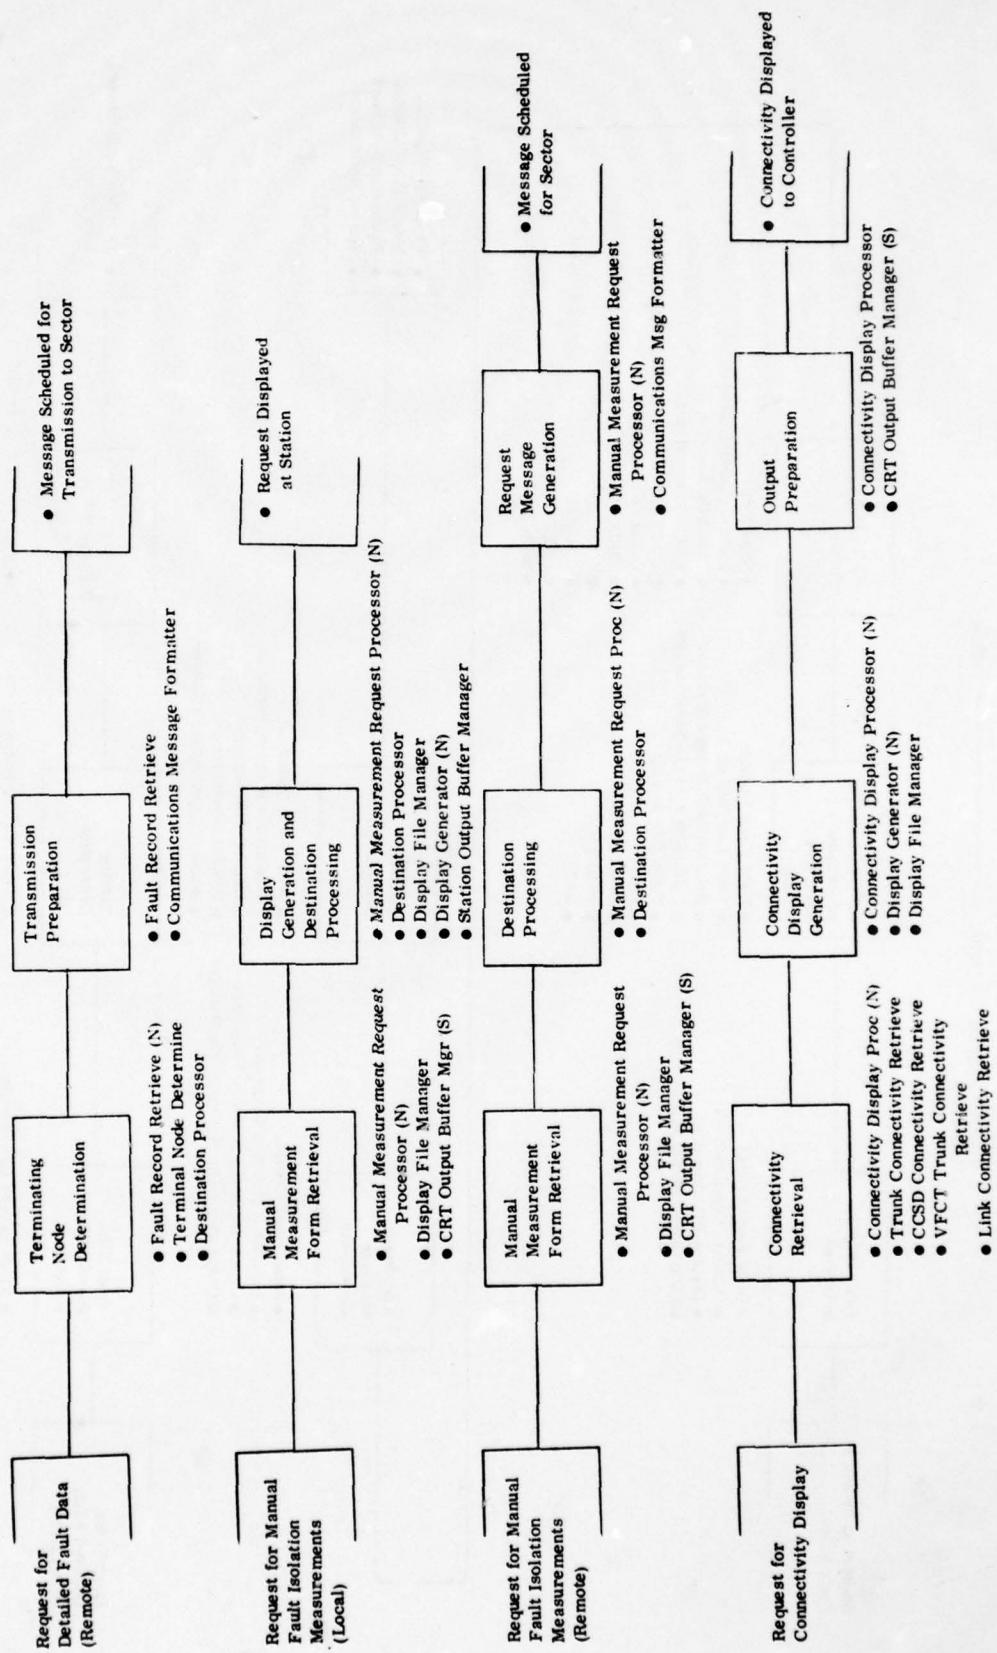 Request for
Detailed Fault Data
(Remote)
Terminating
Node
Determination
● Fault Record Retrieve (N)
● Terminal Node Determine
● Destination Processor
Transmission
Preparation
● Fault Record Retrieve
● Communications Message Formatter
● Message Scheduled for
Transmission to Sector
Request for Manual
Fault Isolation
Measurements
(Local)
Manual
Measurement
Form Retrieval
● Manual Measurement Request
Processor (N)
● Display File Manager
● CRT Output Buffer Mgr (S)
Display
Generation and
Destination
Processing
● Manual Measurement Request Processor (N)
● Destination Processor
● Display File Manager
● Display Generator (N)
● Station Output Buffer Manager
● Request Displayed
at Station
Request for Manual
Fault Isolation
Measurements
(Remote)
Manual
Measurement
Form Retrieval
● Manual Measurement Request
Processor (N)
● Display File Manager
● CRT Output Buffer Manager (S)
Destination
Processing
● Manual Measurement Request Proc (N)
● Destination Processor
Request
Message
Generation
● Manual Measurement Request
Processor (N)
● Communications Msg Formatter
● Message Scheduled
for Sector
Request for
Connectivity Display
Connectivity
Retrieval
● Connectivity Display Proc (N)
● Trunk Connectivity Retrieve
● CCSD Connectivity Retrieve
● VFCT Trunk Connectivity
Retrieve
● Link Connectivity Retrieve
Connectivity
Display
Generation
● Connectivity Display Processor (N)
● Display Generator (N)
● Display File Manager
Output
Preparation
● Connectivity Display Processor
● CRT Output Buffer Manager (S)
● Connectivity Displayed
to Controller